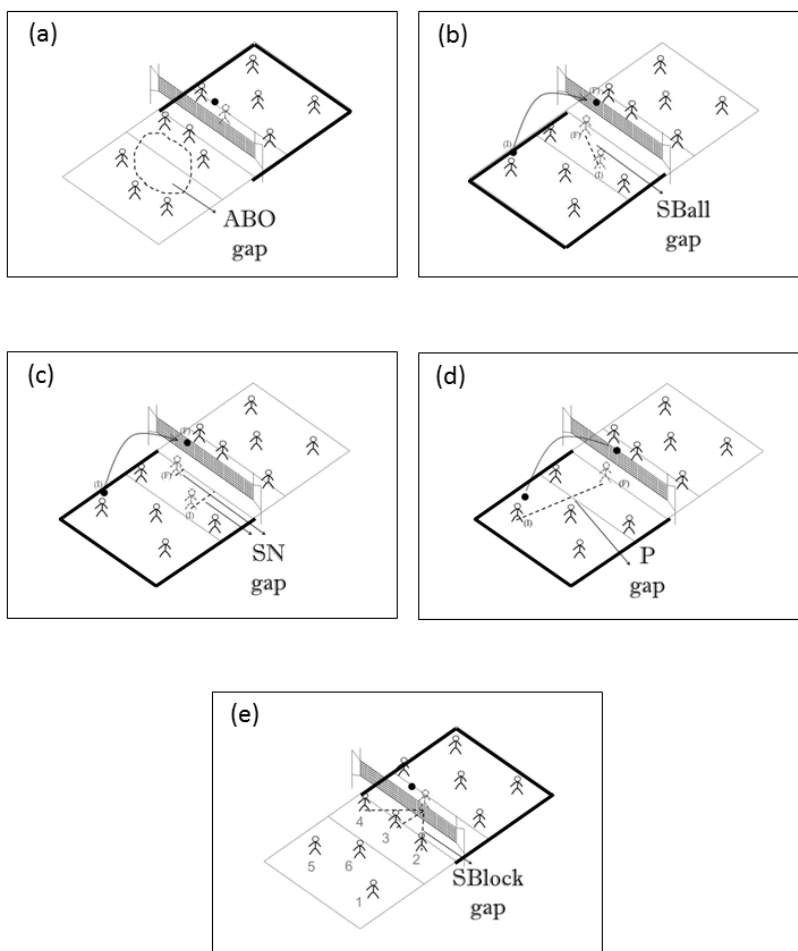 (a)
ABO
gap
(b)
(F)
(I)
(F)
(I)
SBall
gap
(c)
(F)
(I)
(F)
(I)
SN
gap
(d)
(I)
(F)
P
gap
(e)
4
3
2
5
6
1
SBlock
gap